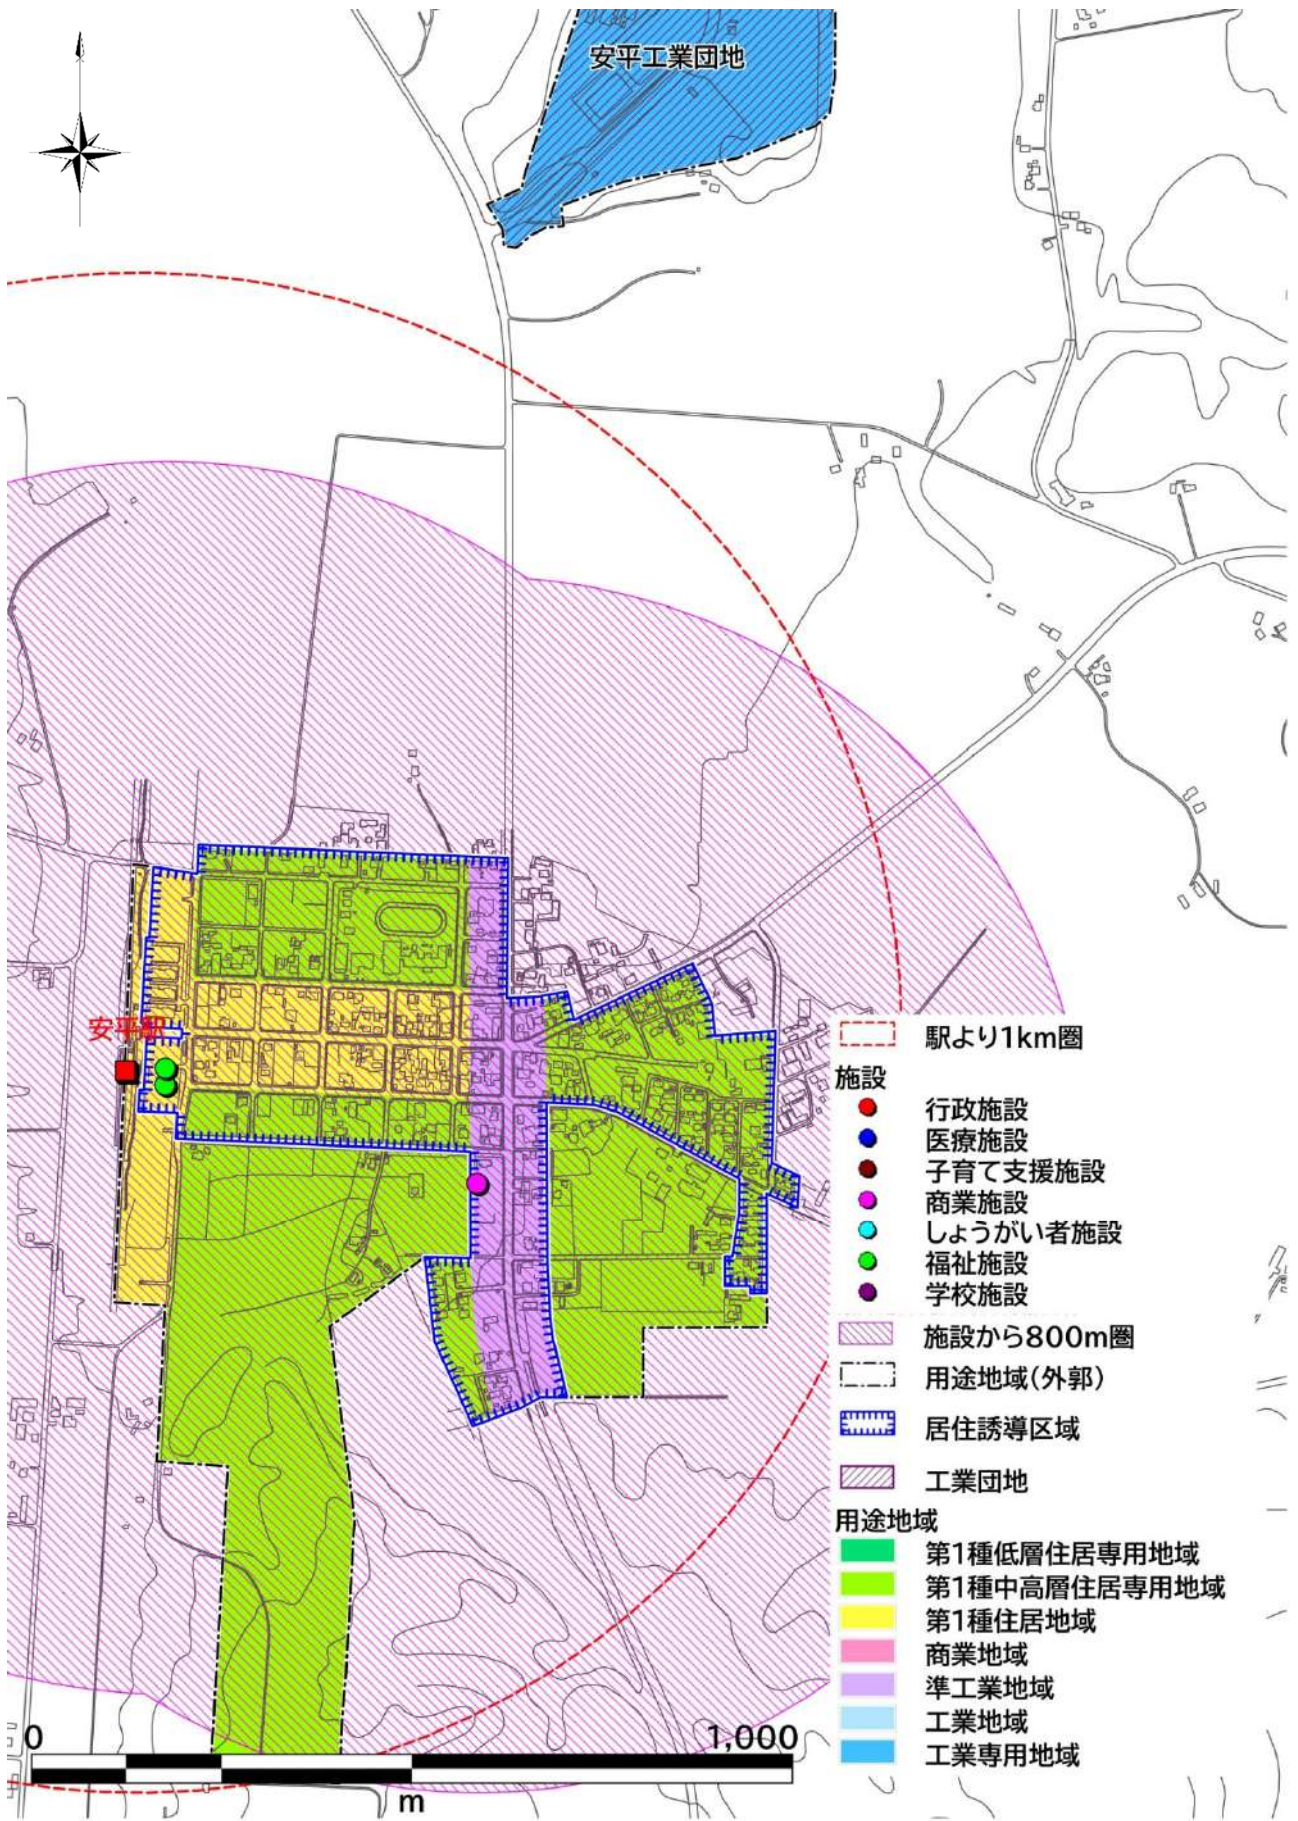 安平工業団地
安平駅
駅より1km圏
施設
行政施設
医療施設
子育て支援施設
商業施設
しょうがい者施設
福祉施設
学校施設
施設から800m圏
用途地域(外郭)
居住誘導区域
工業団地
用途地域
第1種低層住居専用地域
第1種中高層住居専用地域
第1種住居地域
商業地域
準工業地域
工業地域
工業専用地域
0 1,000
m